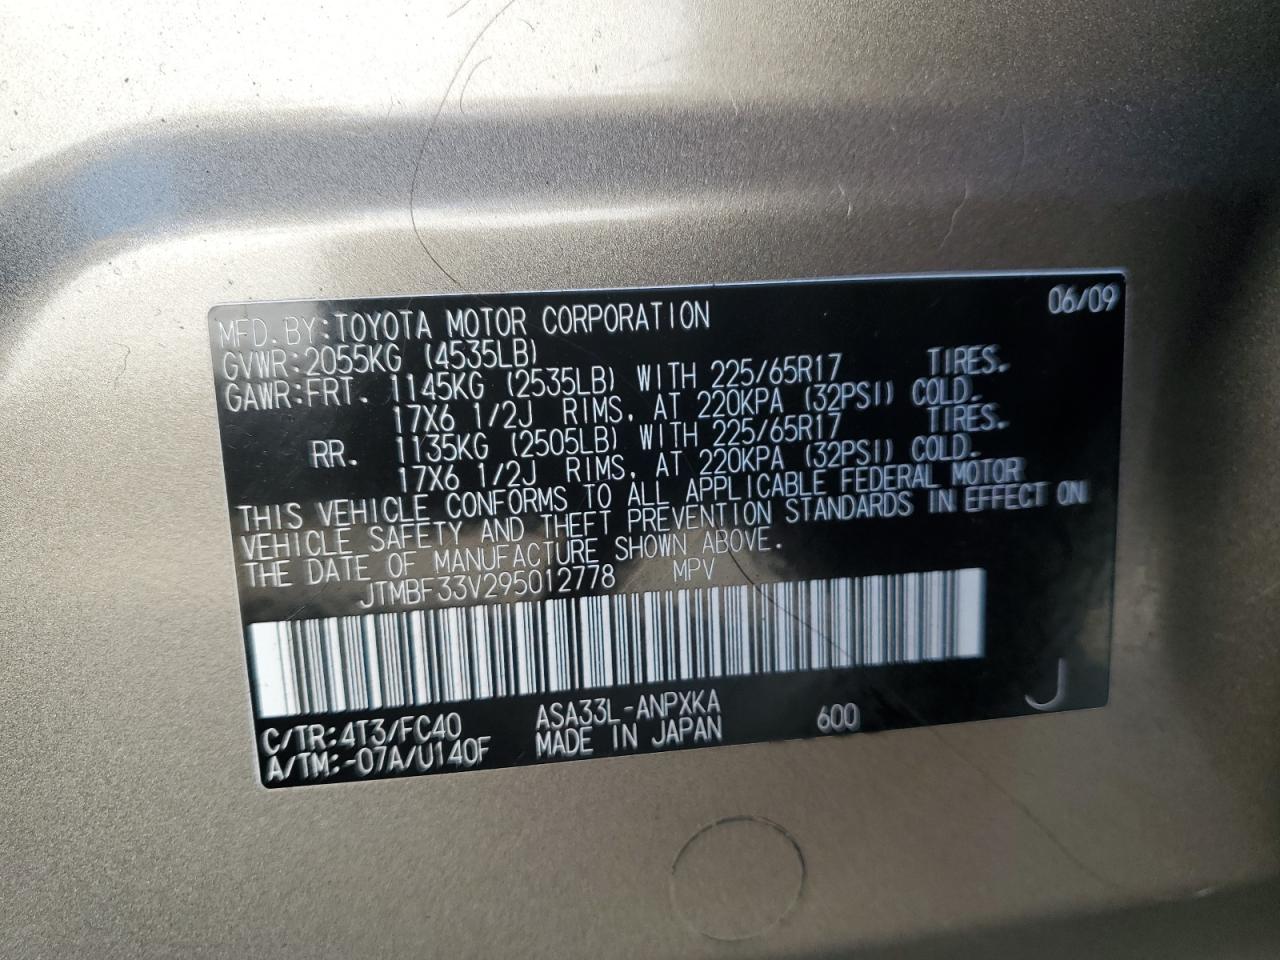 MFD. BY: TOYOTA MOTOR CORPORATION 06/09
GVWR: 2055KG (4535LB)
GAWR: FRT. 1145KG (2535LB) WITH 225/65R17 TIRES.
17X6 1/2J RIMS, AT 220KPA (32PSI) COLD.
RR. 1135KG (2505LB) WITH 225/65R17 TIRES.
17X6 1/2J RIMS, AT 220KPA (32PSI) COLD.
THIS VEHICLE CONFORMS TO ALL APPLICABLE FEDERAL MOTOR
VEHICLE SAFETY AND THEFT PREVENTION STANDARDS IN EFFECT ON
THE DATE OF MANUFACTURE SHOWN ABOVE.
JTMBF33V295012778 MPV
C/TR: 4T3/FC40 ASA33L-ANPXKA 600 J
A/TM: -07A/U140F MADE IN JAPAN